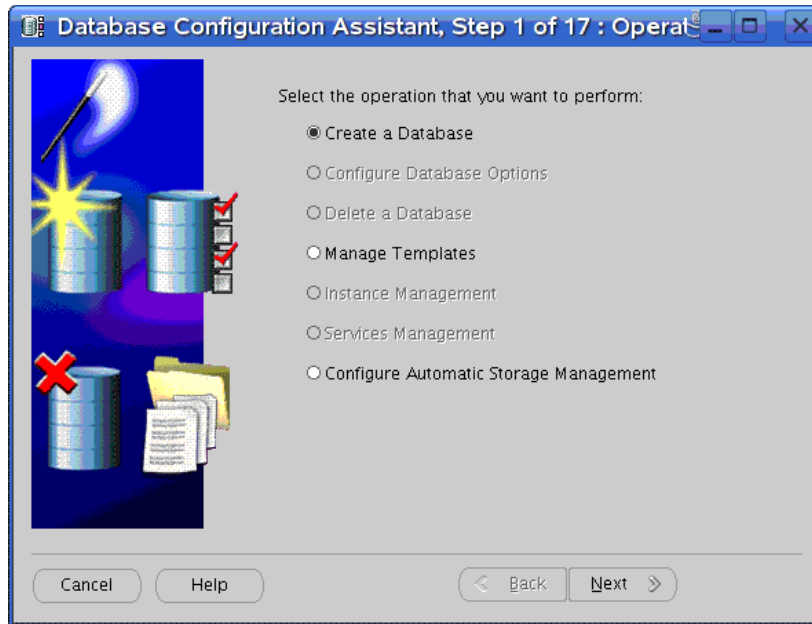 Database Configuration Assistant, Step 1 of 17 : Operat
Select the operation that you want to perform:
Create a Database
Configure Database Options
Delete a Database
Manage Templates
Instance Management
Services Management
Configure Automatic Storage Management
Cancel
Help
Back
Next